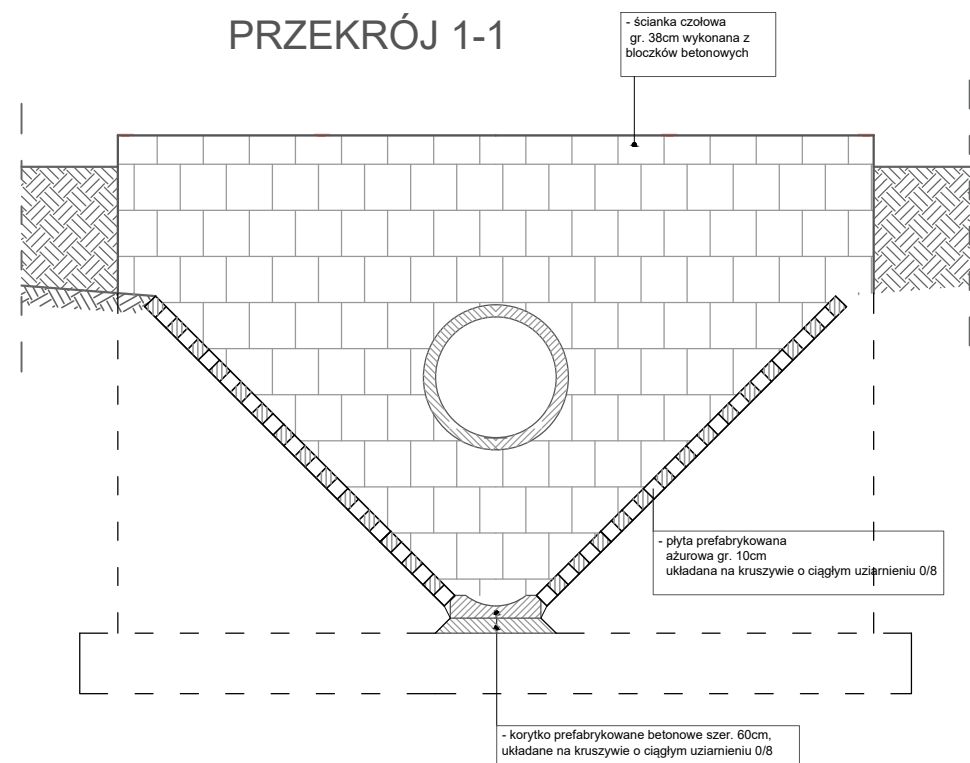 PRZEKRÓJ 1-1
- ścianka czołowa
gr. 38cm wykonana z
bloczków betonowych
- płyta prefabrykowana
ażurowa gr. 10cm
układana na kruszywie o ciągłym uziarnieniu 0/8
- korytko prefabrykowane betonowe szer. 60cm,
układane na kruszywie o ciągłym uziarnieniu 0/8